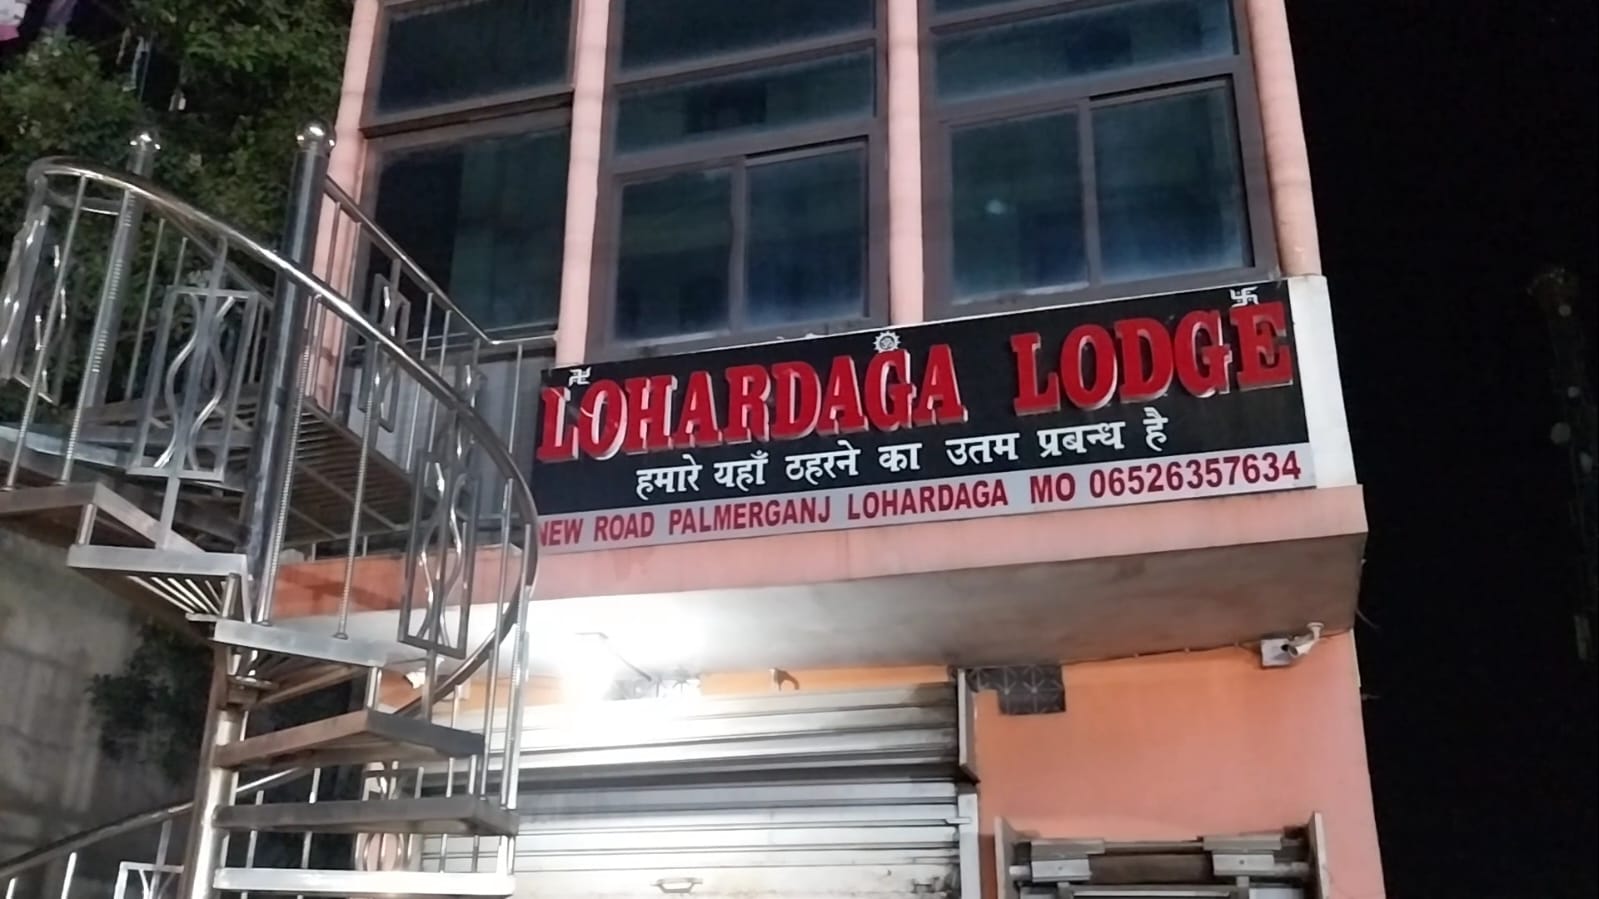 LOHARDAGA LODGE
हमारे यहाँ ठहरने का उतम प्रबन्ध है
NEW ROAD PALMERGANJ LOHARDAGA MO 06526357634